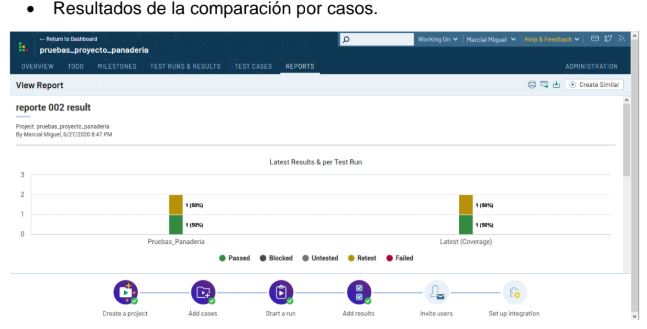 • Resultados de la comparación por casos.
← Return to Dashboard
pruebas_proyecto_panaderia
Working On
Marcial Miguel
Help & Feedback
OVERVIEW TODO MILESTONES TEST RUNS & RESULTS TEST CASES REPORTS ADMINISTRATION
View Report
Create Similar
reporte 002 result
Project: pruebas_proyecto_panaderia
By Marcial Miguel, 6/27/2020 8:47 PM
Latest Results & per Test Run
3
2
1
0
1 (50%)
1 (50%)
1 (50%)
1 (50%)
Pruebas_Panaderia Latest (Coverage)
Passed Blocked Untested Retest Failed
Create a project Add cases Start a run Add results Invite users Set up integration